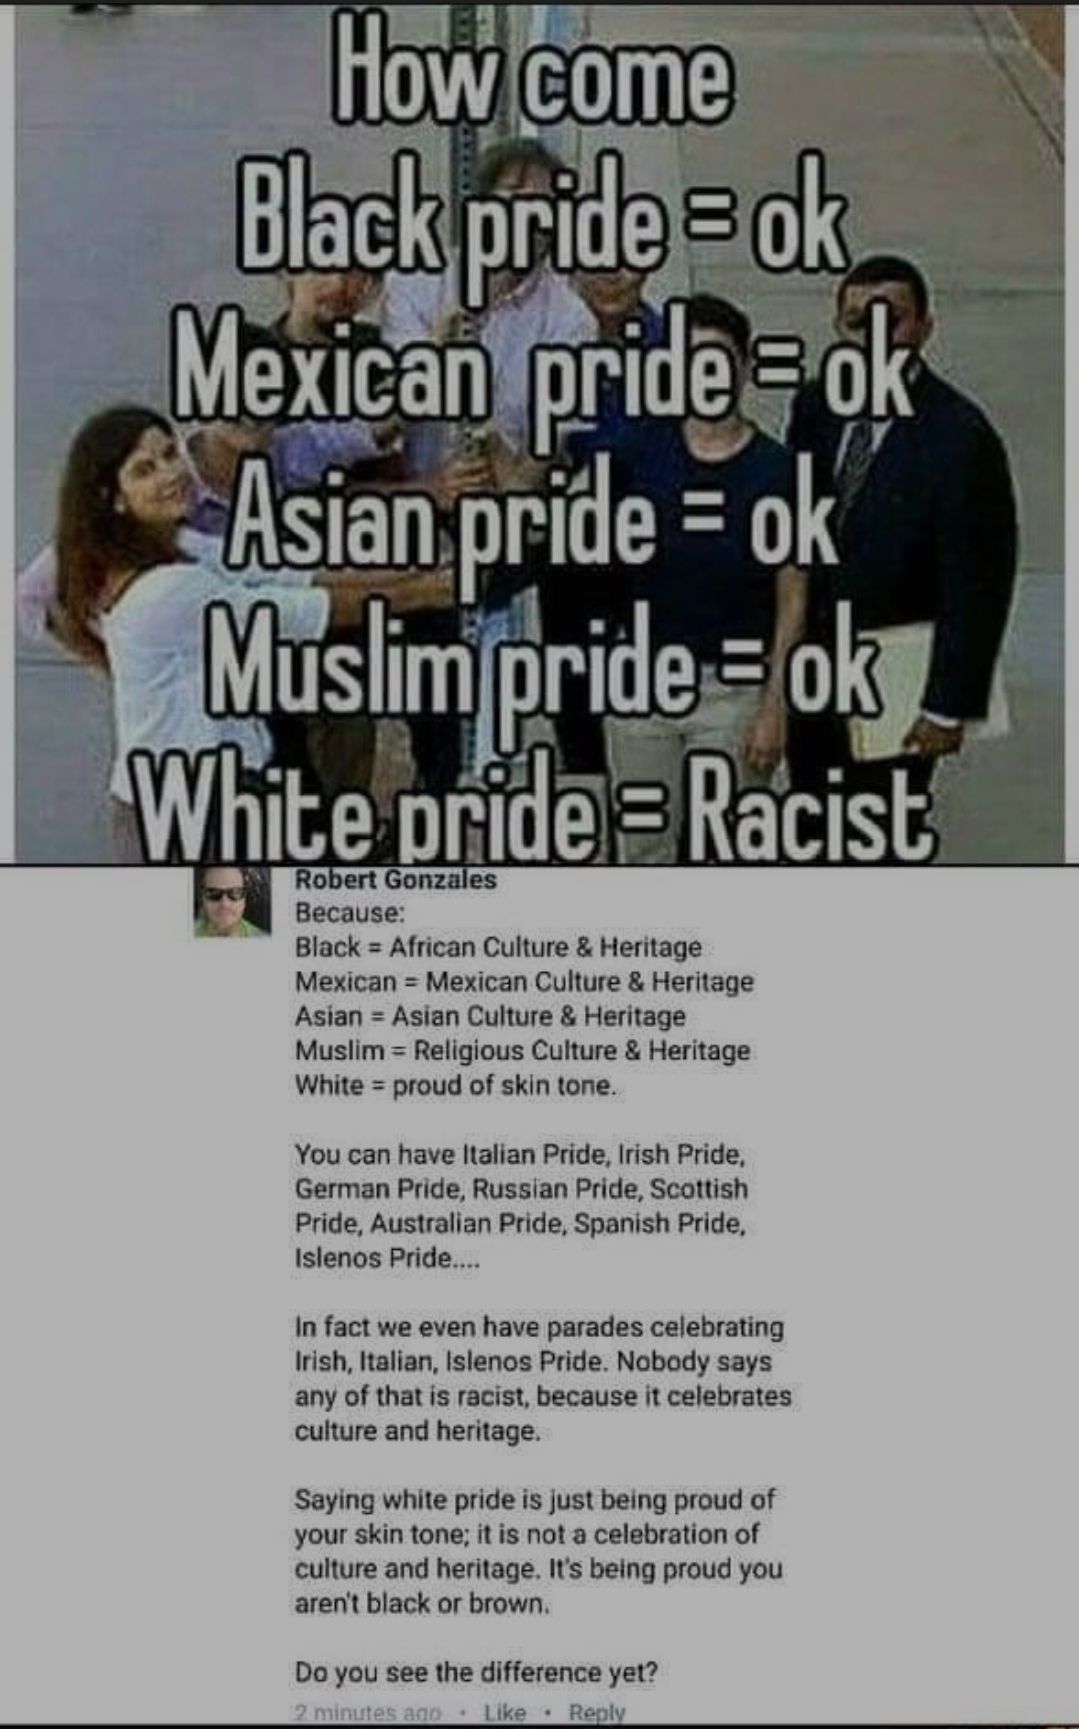 How come
Black pride = ok
Mexican pride = ok
Asian pride = ok
Muslim pride = ok
White pride = Racist
Robert Gonzales
Because:
Black = African Culture & Heritage
Mexican = Mexican Culture & Heritage
Asian = Asian Culture & Heritage
Muslim = Religious Culture & Heritage
White = proud of skin tone.
You can have Italian Pride, Irish Pride,
German Pride, Russian Pride, Scottish
Pride, Australian Pride, Spanish Pride,
Islenos Pride....
In fact we even have parades celebrating
Irish, Italian, Islenos Pride. Nobody says
any of that is racist, because it celebrates
culture and heritage.
Saying white pride is just being proud of
your skin tone; it is not a celebration of
culture and heritage. It's being proud you
aren't black or brown.
Do you see the difference yet?
2 minutes ago · Like · Reply